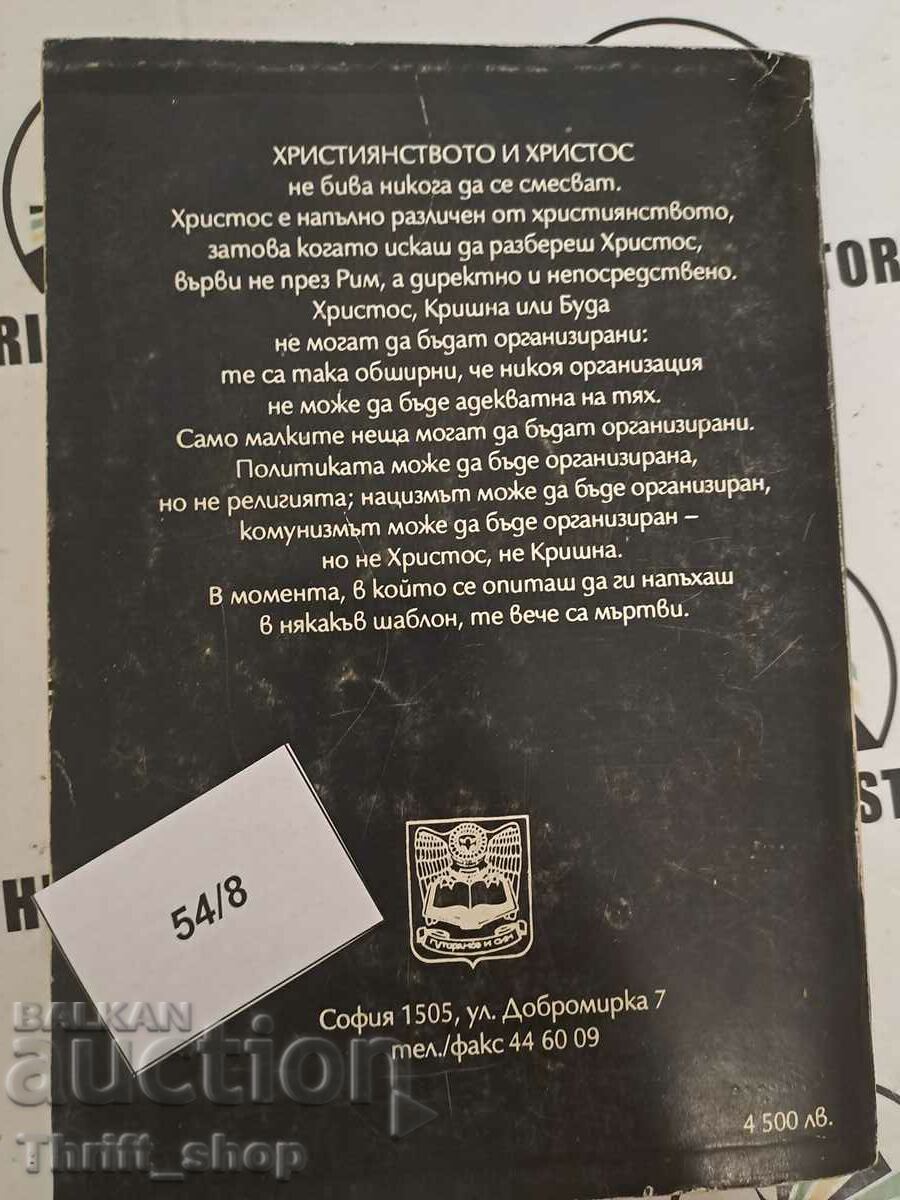 ХРИСТИЯНСТВОТО И ХРИСТОС
не бива никога да се смесват.
Христос е напълно различен от християнството,
затова когато искаш да разбереш Христос,
върви не през Рим, а директно и непосредствено.
Христос, Кришна или Буда
не могат да бъдат организирани:
те са така обширни, че никоя организация
не може да бъде адекватна на тях.
Само малките неща могат да бъдат организирани.
Политиката може да бъде организирана,
но не религията; нацизмът може да бъде организиран,
комунизмът може да бъде организиран –
но не Христос, не Кришна.
В момента, в който се опиташ да ги напъхаш
в някакъв шаблон, те вече са мъртви.
54/8
ГУТОРАНОВ И СИН
София 1505, ул. Добромирка 7
тел./факс 44 60 09
4 500 лв.
BALKAN
auction
Thrift_shop